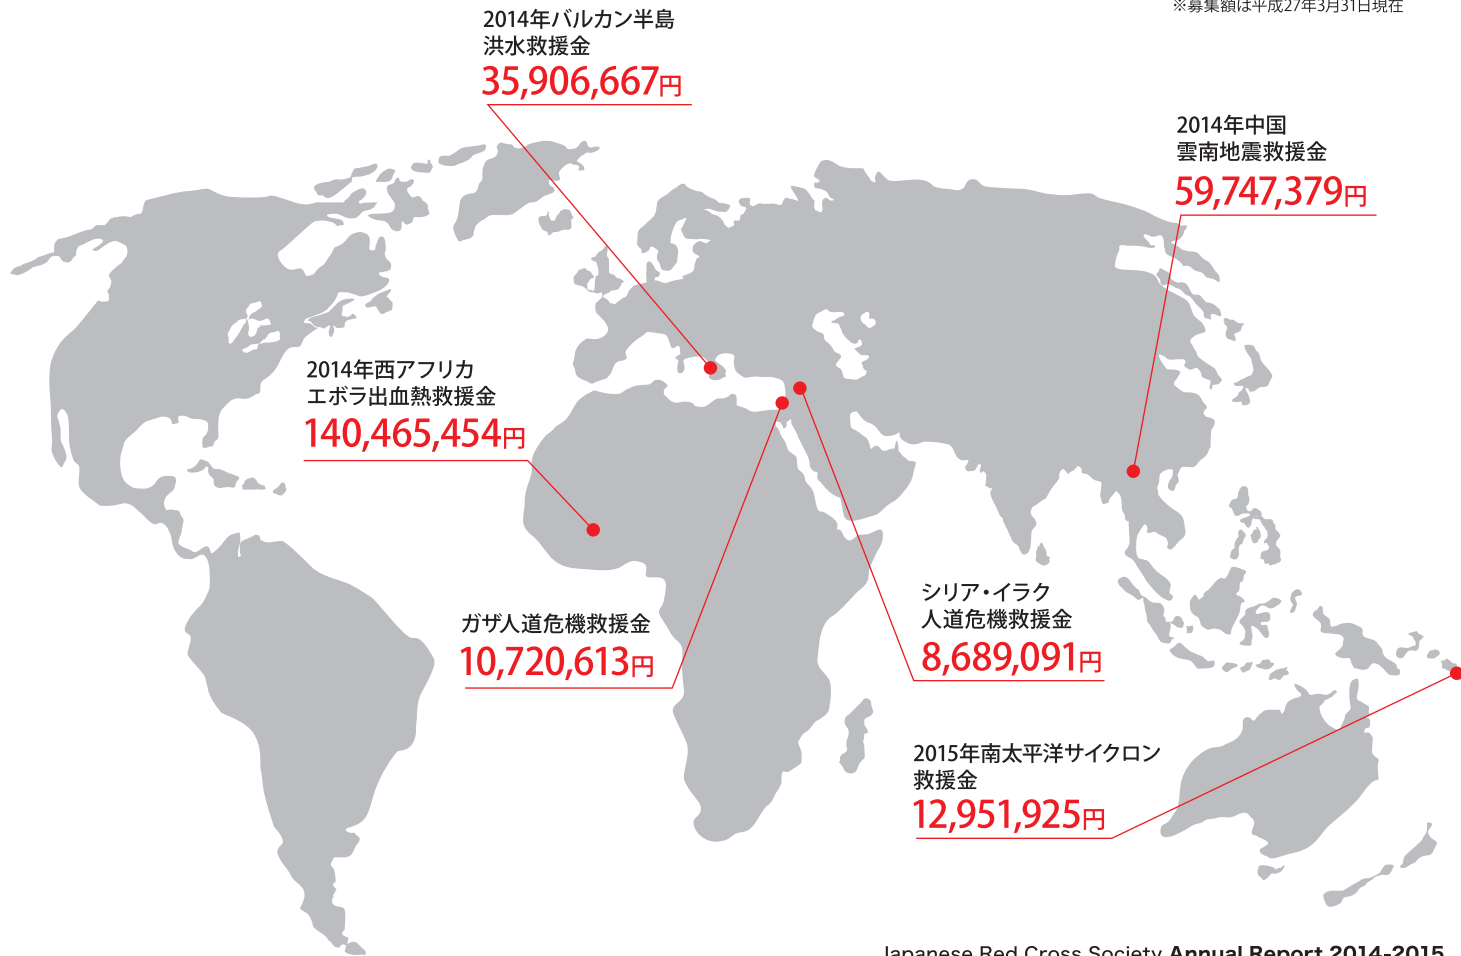 ※募集額は平成27年3月31日現在
2014年バルカン半島
洪水救援金
35,906,667円
2014年中国
雲南地震救援金
59,747,379円
2014年西アフリカ
エボラ出血熱救援金
140,465,454円
ガザ人道危機救援金
10,720,613円
シリア・イラク
人道危機救援金
8,689,091円
2015年南太平洋サイクロン
救援金
12,951,925円
Japanese Red Cross Society Annual Report 2014-2015